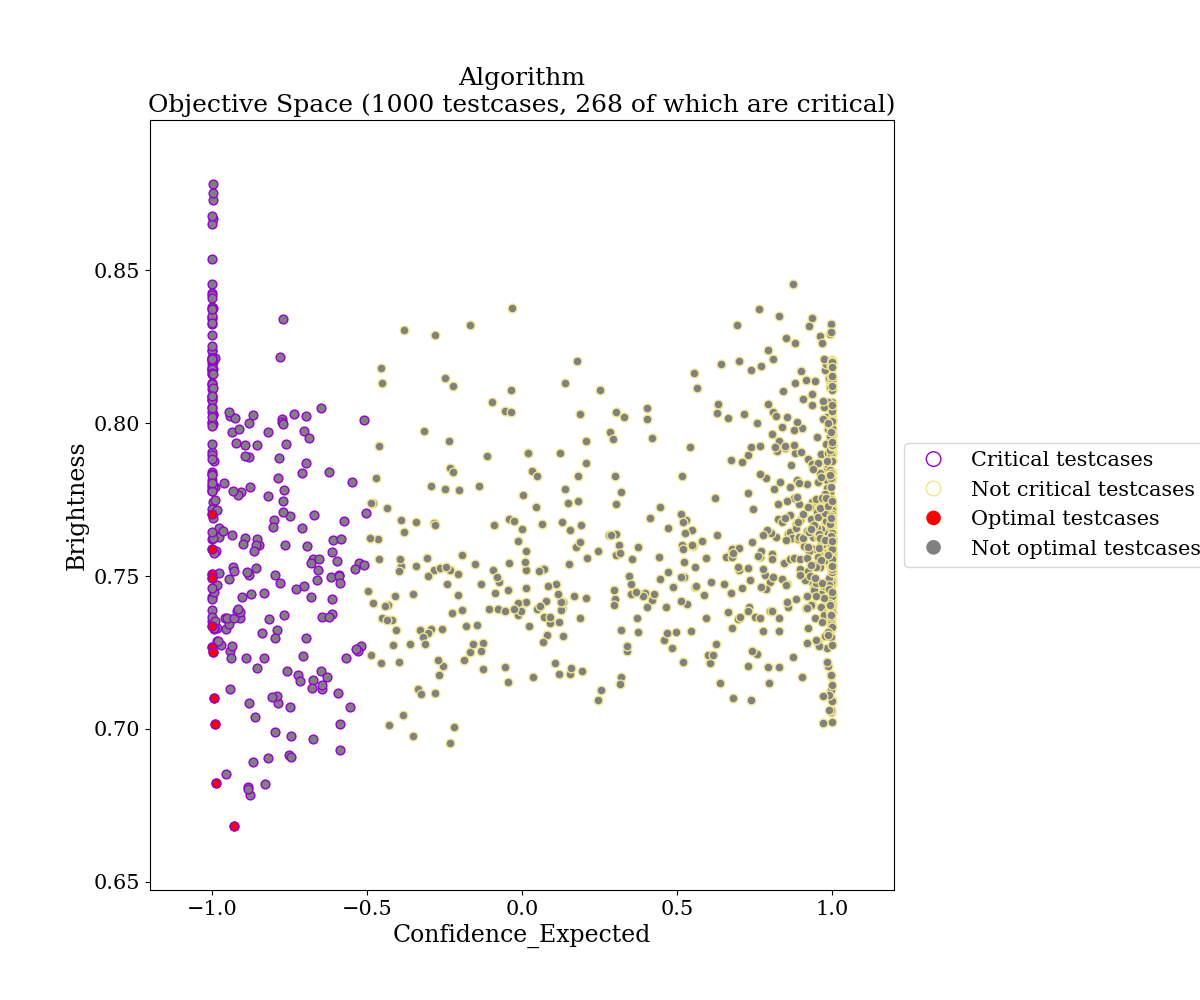 Algorithm
Objective Space (1000 testcases, 268 of which are critical)
0.85
0.80
0.75
0.70
0.65
Brightness
−1.0
−0.5
0.0
0.5
1.0
Confidence_Expected
Critical testcases
Not critical testcases
Optimal testcases
Not optimal testcases